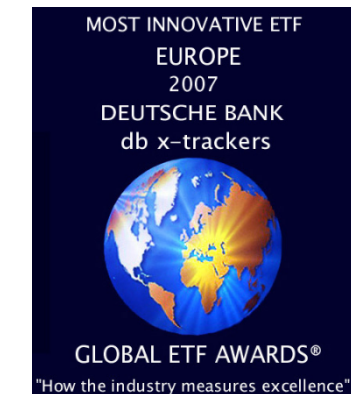 MOST INNOVATIVE ETF
EUROPE
2007
DEUTSCHE BANK
db x-trackers
GLOBAL ETF AWARDS®
"How the industry measures excellence"